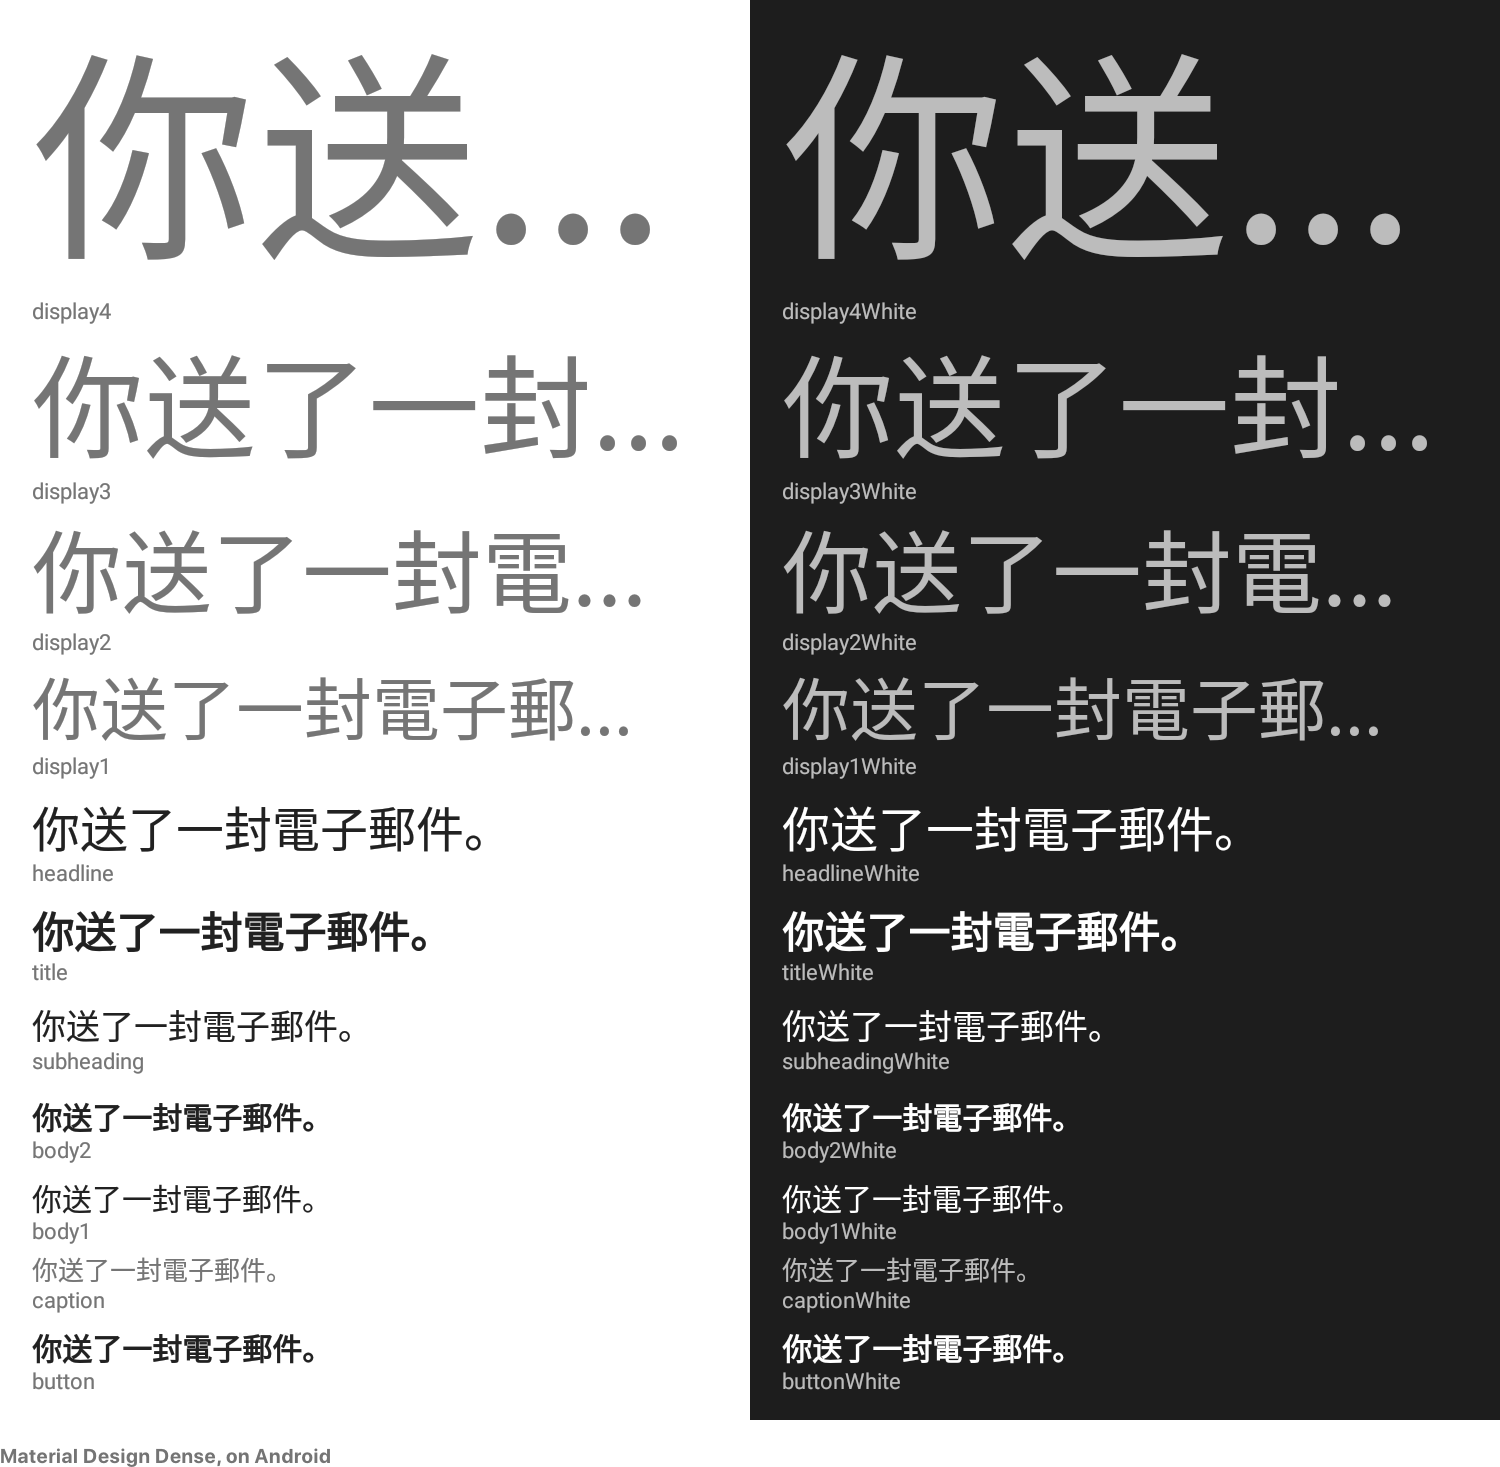 你送...
display4
你送了一封...
display3
你送了一封電...
display2
你送了一封電子郵...
display1
你送了一封電子郵件。
headline
你送了一封電子郵件。
title
你送了一封電子郵件。
subheading
你送了一封電子郵件。
body2
你送了一封電子郵件。
body1
你送了一封電子郵件。
caption
你送了一封電子郵件。
button
你送...
display4White
你送了一封...
display3White
你送了一封電...
display2White
你送了一封電子郵...
display1White
你送了一封電子郵件。
headlineWhite
你送了一封電子郵件。
titleWhite
你送了一封電子郵件。
subheadingWhite
你送了一封電子郵件。
body2White
你送了一封電子郵件。
body1White
你送了一封電子郵件。
captionWhite
你送了一封電子郵件。
buttonWhite
Material Design Dense, on Android